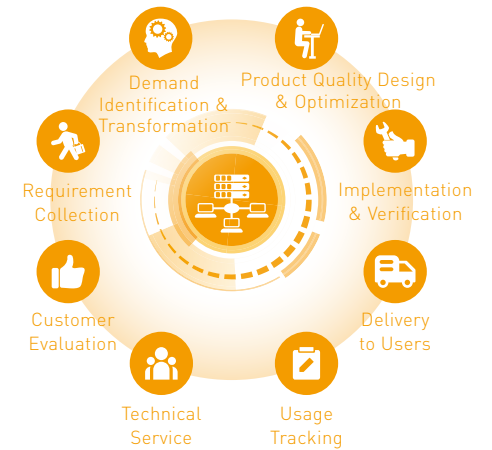 Demand
Identification &
Transformation
Product Quality Design
& Optimization
Requirement
Collection
Implementation
& Verification
Customer
Evaluation
Delivery
to Users
Technical
Service
Usage
Tracking